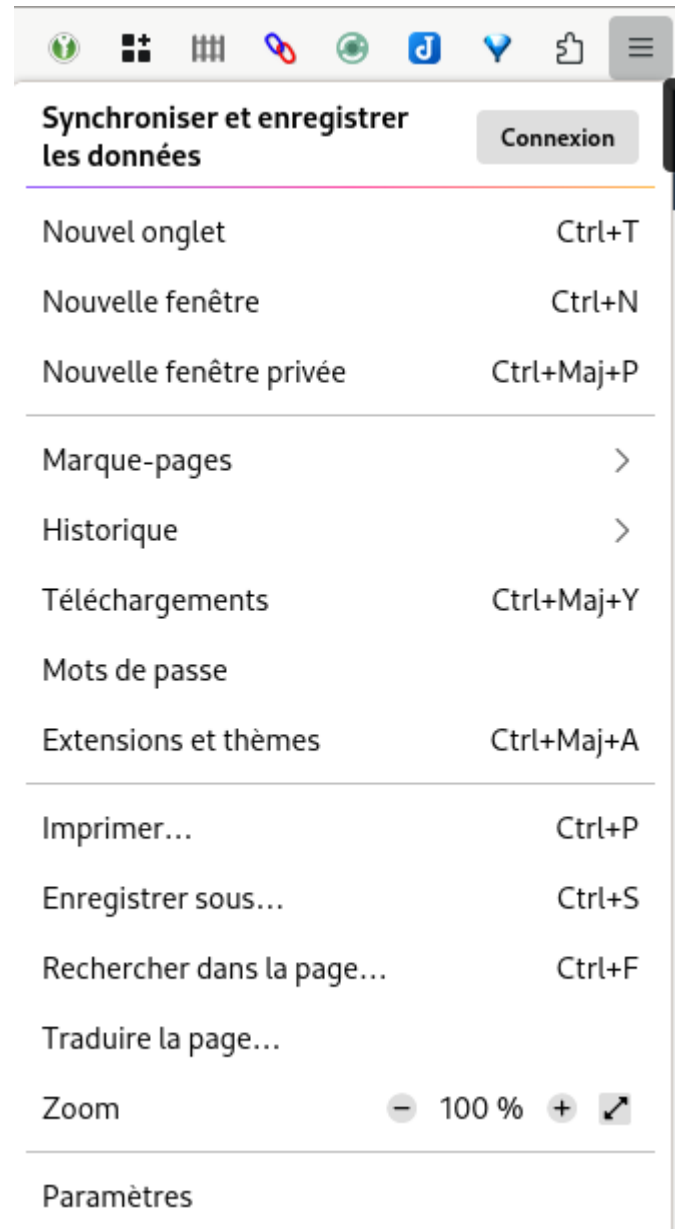 Synchroniser et enregistrer
les données
Connexion
Nouvel onglet Ctrl+T
Nouvelle fenêtre Ctrl+N
Nouvelle fenêtre privée Ctrl+Maj+P
Marque-pages
Historique
Téléchargements Ctrl+Maj+Y
Mots de passe
Extensions et thèmes Ctrl+Maj+A
Imprimer… Ctrl+P
Enregistrer sous… Ctrl+S
Rechercher dans la page… Ctrl+F
Traduire la page…
Zoom 100 %
Paramètres